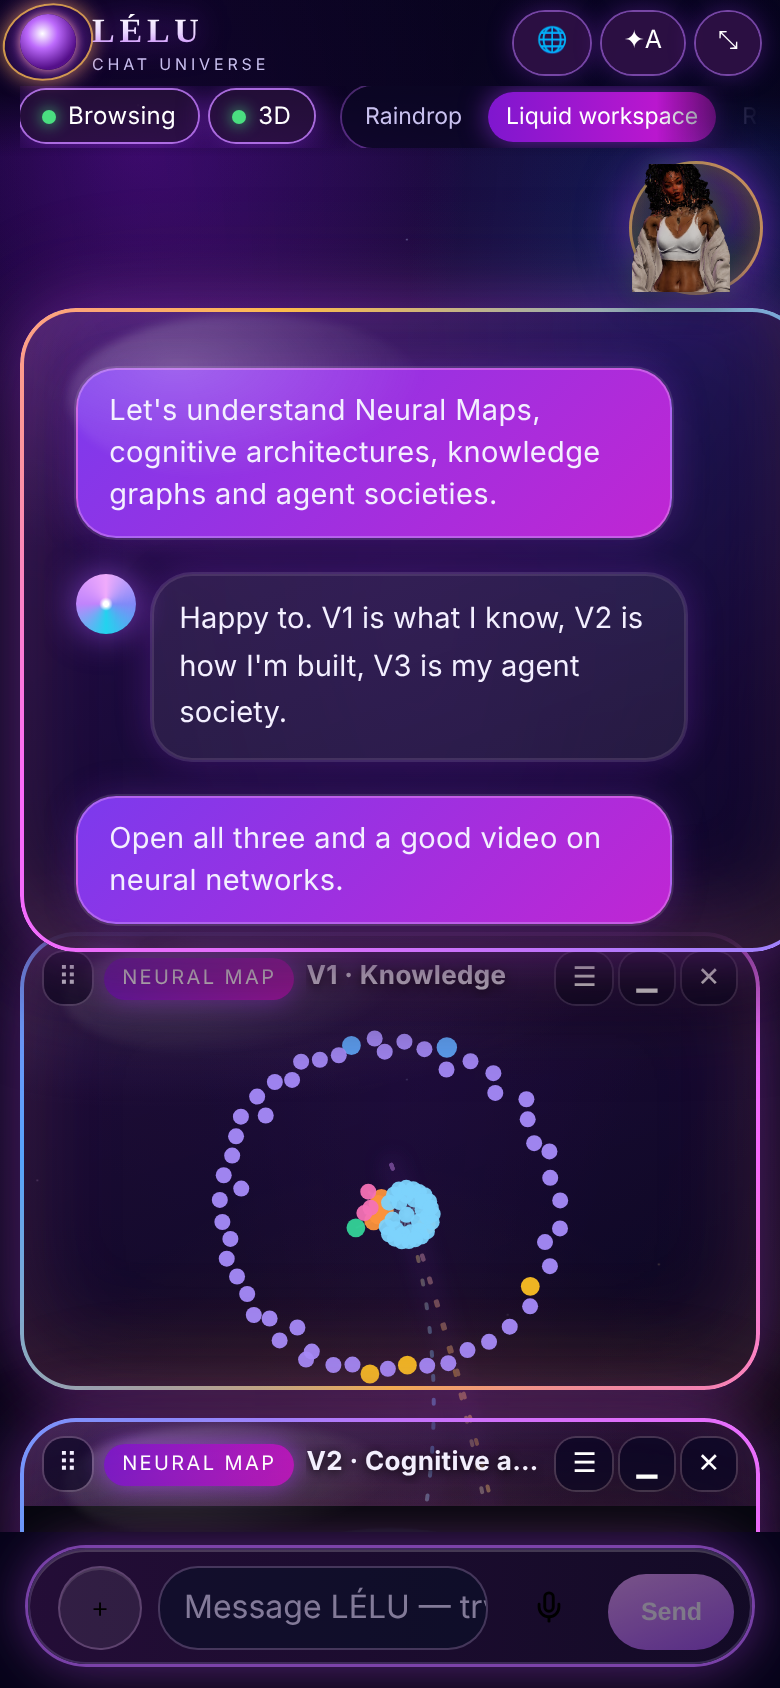 LÉLU
CHAT UNIVERSE
✦A
Browsing
3D
Raindrop
Liquid workspace
R
Let's understand Neural Maps,
cognitive architectures, knowledge
graphs and agent societies.
Happy to. V1 is what I know, V2 is
how I'm built, V3 is my agent
society.
Open all three and a good video on
neural networks.
NEURAL MAP
V1 · Knowledge
NEURAL MAP
V2 · Cognitive a...
Message LÉLU — try
Send